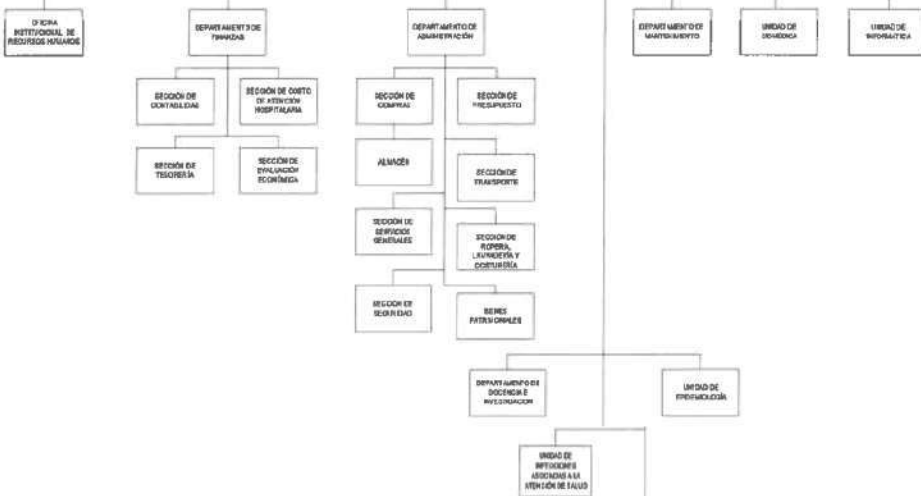 OFICINA
INSTITUCIONAL DE
RECURSOS HUMANOS
DEPARTAMENTO DE
FINANZAS
DEPARTAMENTO DE
ADMINISTRACIÓN
DEPARTAMENTO DE
MANTENIMIENTO
UNIDAD DE
BIOMÉDICA
UNIDAD DE
INFORMÁTICA
SECCIÓN DE
CONTABILIDAD
SECCIÓN DE COSTO
DE ATENCIÓN
HOSPITALARIA
SECCIÓN DE
COMPRAS
SECCIÓN DE
PRESUPUESTO
SECCIÓN DE
TESORERÍA
SECCIÓN DE
EVALUACIÓN
ECONÓMICA
ALMACÉN
SECCIÓN DE
TRANSPORTE
SECCIÓN DE
SERVICIOS
GENERALES
SECCIÓN DE
ROPERÍA,
LAVANDERÍA Y
COSTURERÍA
SECCIÓN DE
SEGURIDAD
BIENES
PATRIMONIALES
DEPARTAMENTO DE
DOCENCIA E
INVESTIGACIÓN
UNIDAD DE
EPIDEMIOLOGÍA
UNIDAD DE
INFECCIONES
ASOCIADAS A LA
ATENCIÓN DE SALUD